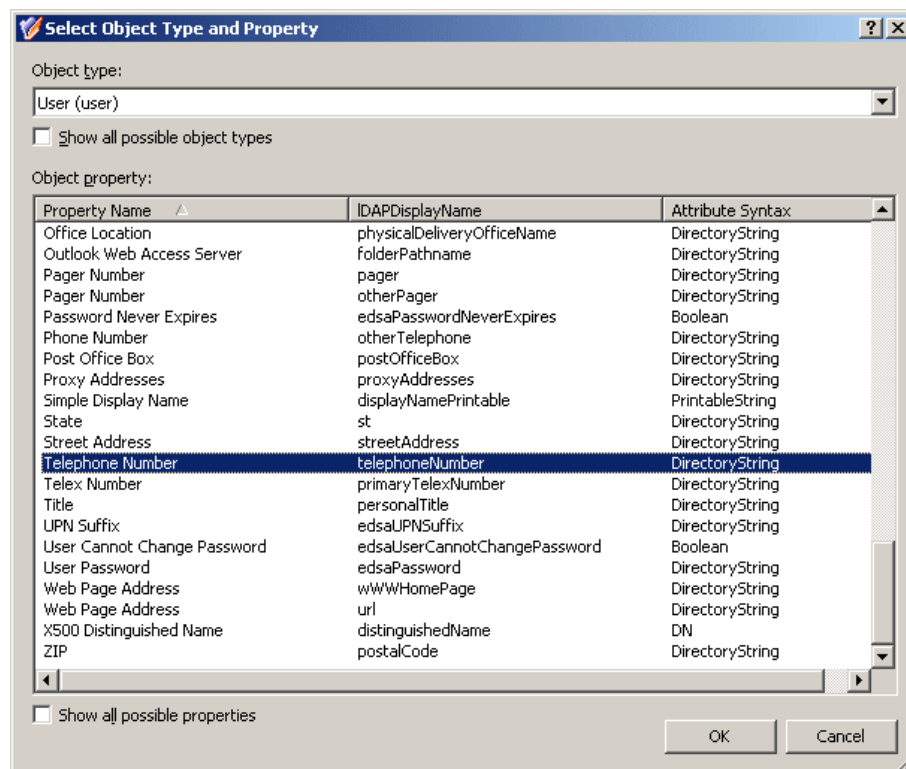 Select Object Type and Property
Object type:
User (user)
Show all possible object types
Object property:
Property Name lDAPDisplayName Attribute Syntax
Office Location physicalDeliveryOfficeName DirectoryString
Outlook Web Access Server folderPathname DirectoryString
Pager Number pager DirectoryString
Pager Number otherPager DirectoryString
Password Never Expires edsaPasswordNeverExpires Boolean
Phone Number otherTelephone DirectoryString
Post Office Box postOfficeBox DirectoryString
Proxy Addresses proxyAddresses DirectoryString
Simple Display Name displayNamePrintable PrintableString
State st DirectoryString
Street Address streetAddress DirectoryString
Telephone Number telephoneNumber DirectoryString
Telex Number primaryTelexNumber DirectoryString
Title personalTitle DirectoryString
UPN Suffix edsaUPNSuffix DirectoryString
User Cannot Change Password edsaUserCannotChangePassword Boolean
User Password edsaPassword DirectoryString
Web Page Address wWWHomePage DirectoryString
Web Page Address url DirectoryString
X500 Distinguished Name distinguishedName DN
ZIP postalCode DirectoryString
Show all possible properties
OK Cancel